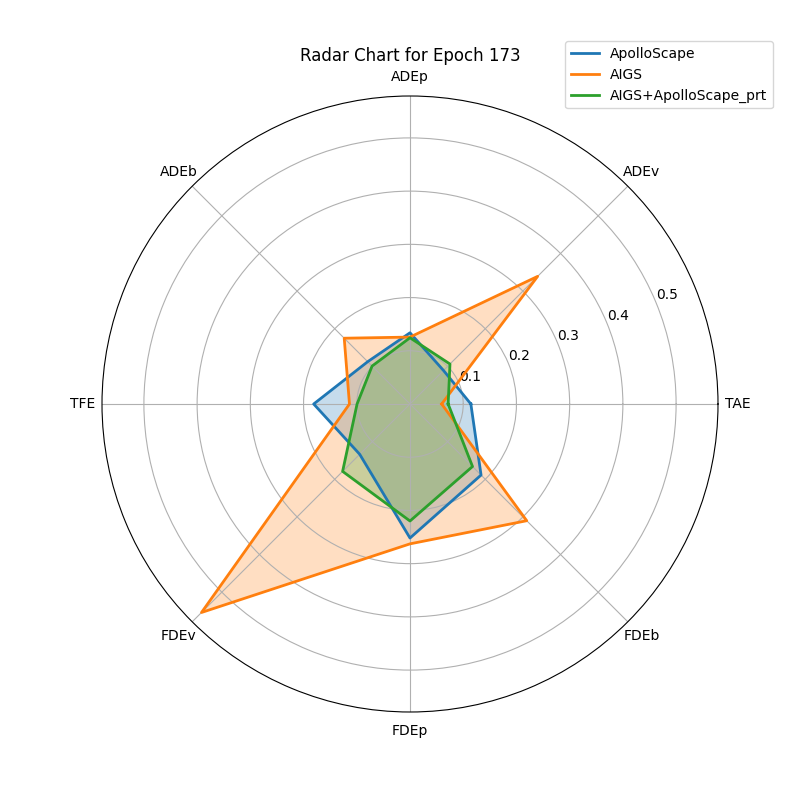 Radar Chart for Epoch 173
ApolloScape
AIGS
AIGS+ApolloScape_prt
ADEp
ADEb
ADEv
0.5
0.4
0.3
0.2
0.1
TFE
TAE
FDEv
FDEb
FDEp